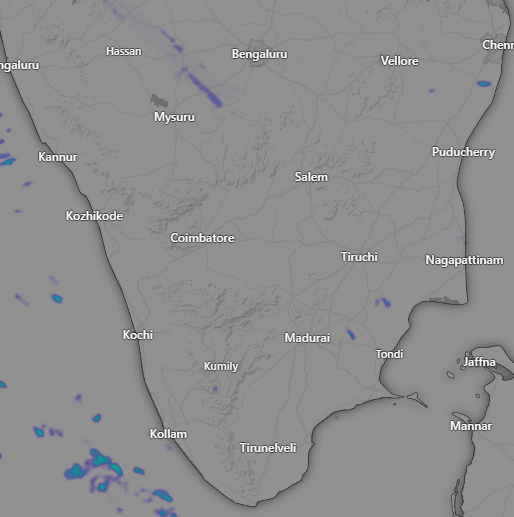 Chenn
Hassan
Bengaluru
ngaluru
Vellore
Mysuru
Puducherry
Kannur
Salem
Kozhikode
Coimbatore
Tiruchi
Nagapattinam
Kochi
Madurai
Tondi
Jaffna
Kumily
Mannar
Kollam
Tirunelveli